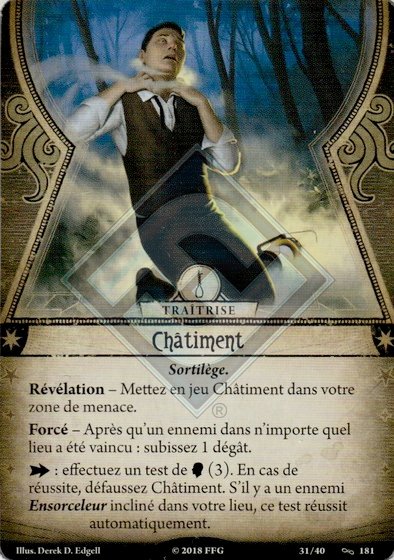 TRAÎTRISE
Châtiment
Sortilège.
Révélation – Mettez en jeu Châtiment dans votre
zone de menace.
Forcé – Après qu'un ennemi dans n'importe quel
lieu a été vaincu : subissez 1 dégât.
: effectuez un test de (3). En cas de
réussite, défaussez Châtiment. S'il y a un ennemi
Ensorceleur incliné dans votre lieu, ce test réussit
automatiquement.
Illus. Derek D. Edgell © 2018 FFG 31/40 181